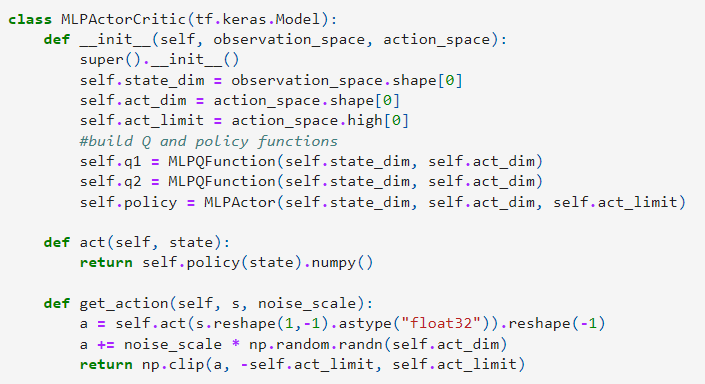 class MLPActorCritic(tf.keras.Model):
    def __init__(self, observation_space, action_space):
        super().__init__()
        self.state_dim = observation_space.shape[0]
        self.act_dim = action_space.shape[0]
        self.act_limit = action_space.high[0]
        #build Q and policy functions
        self.q1 = MLPQFunction(self.state_dim, self.act_dim)
        self.q2 = MLPQFunction(self.state_dim, self.act_dim)
        self.policy = MLPActor(self.state_dim, self.act_dim, self.act_limit)

    def act(self, state):
        return self.policy(state).numpy()

    def get_action(self, s, noise_scale):
        a = self.act(s.reshape(1,-1).astype("float32")).reshape(-1)
        a += noise_scale * np.random.randn(self.act_dim)
        return np.clip(a, -self.act_limit, self.act_limit)